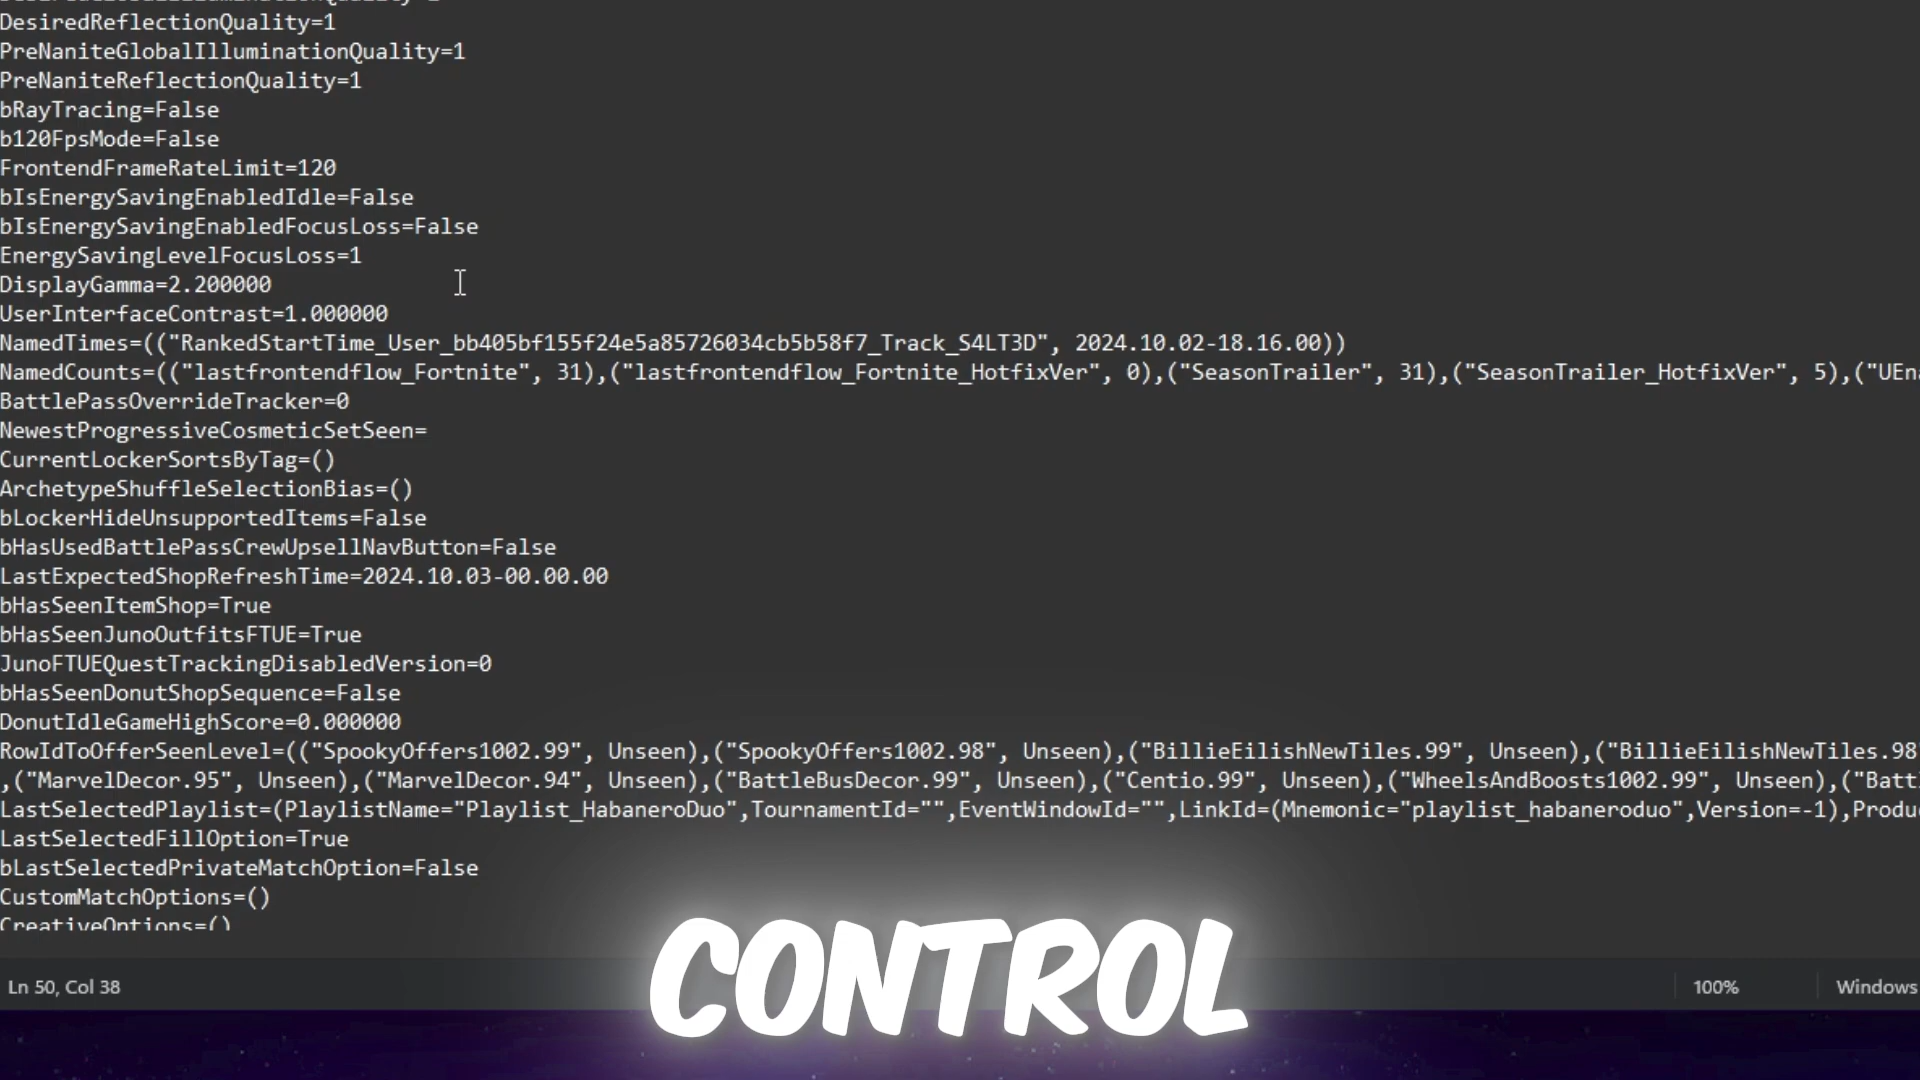 DesiredReflectionQuality=1
PreNaniteGlobalIlluminationQuality=1
PreNaniteReflectionQuality=1
bRayTracing=False
b120FpsMode=False
FrontendFrameRateLimit=120
bIsEnergySavingEnabledIdle=False
bIsEnergySavingEnabledFocusLoss=False
EnergySavingLevelFocusLoss=1
DisplayGamma=2.200000
UserInterfaceContrast=1.000000
NamedTimes=(("RankedStartTime_User_bb405bf155f24e5a85726034cb5b58f7_Track_S4LT3D", 2024.10.02-18.16.00))
NamedCounts=(("lastfrontendflow_Fortnite", 31),("lastfrontendflow_Fortnite_HotfixVer", 0),("SeasonTrailer", 31),("SeasonTrailer_HotfixVer", 5),("UEna
BattlePassOverrideTracker=0
NewestProgressiveCosmeticSetSeen=
CurrentLockerSortsByTag=()
ArchetypeShuffleSelectionBias=()
bLockerHideUnsupportedItems=False
bHasUsedBattlePassCrewUpsellNavButton=False
LastExpectedShopRefreshTime=2024.10.03-00.00.00
bHasSeenItemShop=True
bHasSeenJunoOutfitsFTUE=True
JunoFTUEQuestTrackingDisabledVersion=0
bHasSeenDonutShopSequence=False
DonutIdleGameHighScore=0.000000
RowIdToOfferSeenLevel=(("SpookyOffers1002.99", Unseen),("SpookyOffers1002.98", Unseen),("BillieEilishNewTiles.99", Unseen),("BillieEilishNewTiles.98"
,("MarvelDecor.95", Unseen),("MarvelDecor.94", Unseen),("BattleBusDecor.99", Unseen),("Centio.99", Unseen),("WheelsAndBoosts1002.99", Unseen),("Batt
LastSelectedPlaylist=(PlaylistName="Playlist_HabaneroDuo",TournamentId="",EventWindowId="",LinkId=(Mnemonic="playlist_habaneroduo",Version=-1),Produ
LastSelectedFillOption=True
bLastSelectedPrivateMatchOption=False
CustomMatchOptions=()
CreativeOptions=()
CONTROL
Ln 50, Col 38
100%
Windows